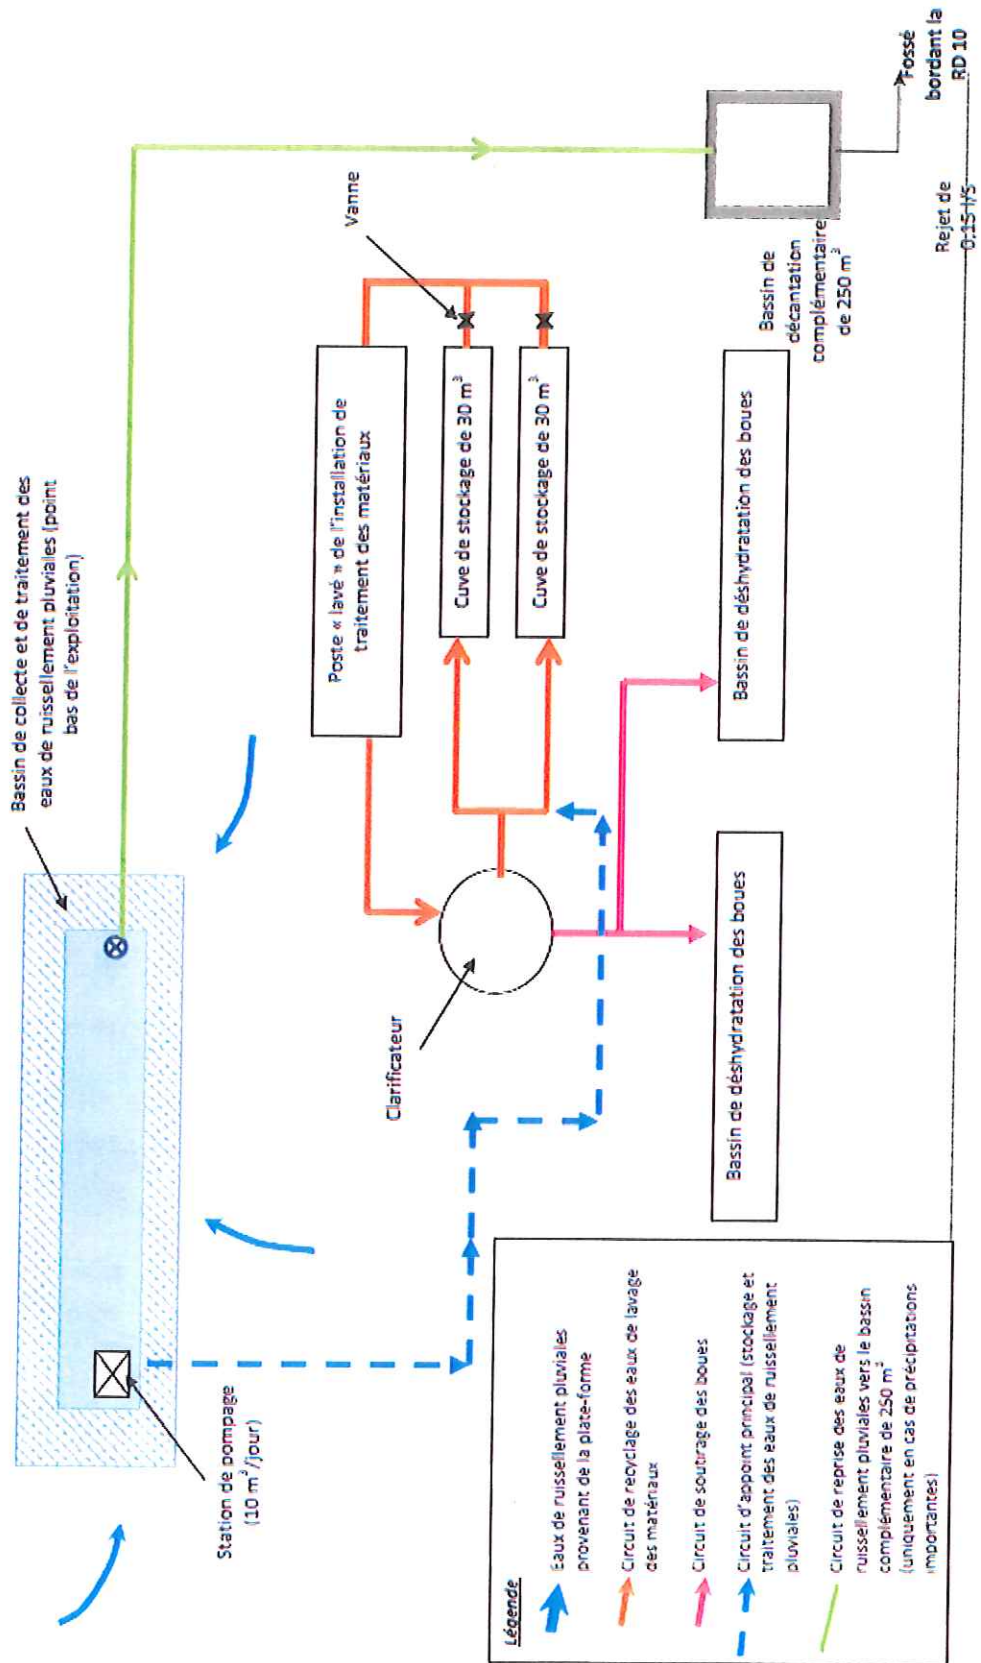 Bassin de collecte et de traitement des
eaux de ruissellement pluviales (point
bas de l'exploitation)
Station de pompage
(10 m³/jour)
Clarificateur
Poste « lavé » de l'installation de
traitement des matériaux
Vanne
Cuve de stockage de 30 m³
Cuve de stockage de 30 m³
Bassin de déshydratation des boues
Bassin de déshydratation des boues
Bassin de
décantation
complémentaire
de 250 m³
Fossé
bordant la
RD 10
Rejet de
0,15 l/s
Légende
Eaux de ruissellement pluviales
provenant de la plate-forme
Circuit de recyclage des eaux de lavage
des matériaux
Circuit de soutirage des boues
Circuit d'appoint principal (stockage et
traitement des eaux de ruissellement
pluviales)
Circuit de reprise des eaux de
ruissellement pluviales vers le bassin
complémentaire de 250 m³
(uniquement en cas de précipitations
importantes)